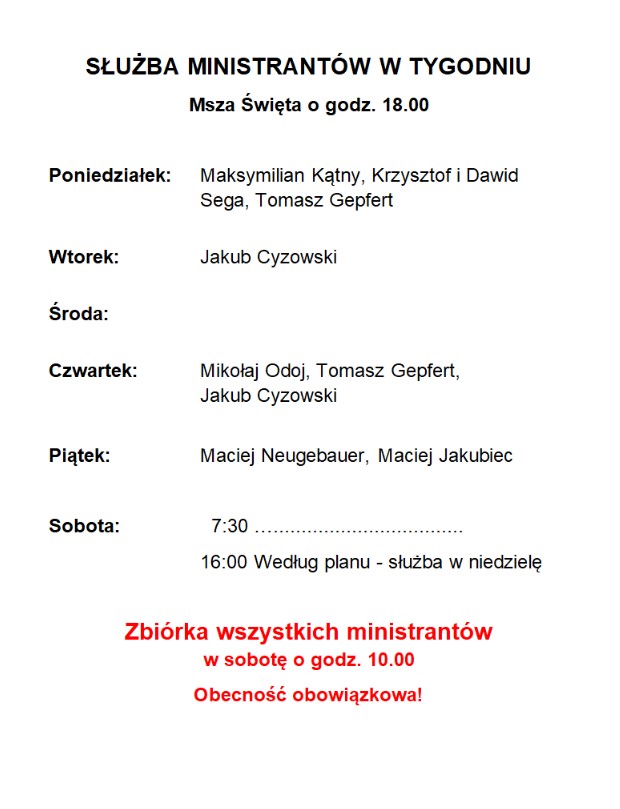 SŁUŻBA MINISTRANTÓW W TYGODNIU
Msza Święta o godz. 18.00
Poniedziałek: Maksymilian Kątny, Krzysztof i Dawid
Sega, Tomasz Gepfert
Wtorek: Jakub Cyzowski
Środa:
Czwartek: Mikołaj Odoj, Tomasz Gepfert,
Jakub Cyzowski
Piątek: Maciej Neugebauer, Maciej Jakubiec
Sobota: 7:30 …...................................
16:00 Według planu - służba w niedzielę
Zbiórka wszystkich ministrantów
w sobotę o godz. 10.00
Obecność obowiązkowa!